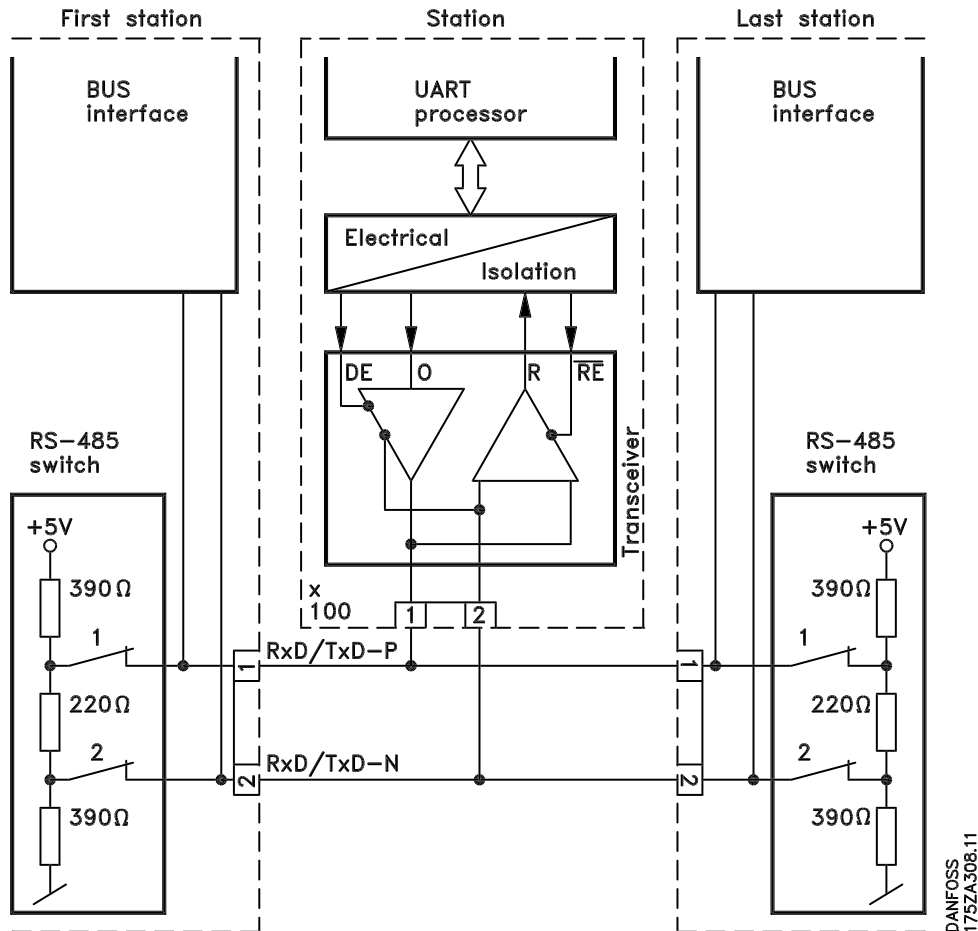 First station
Station
Last station
BUS
interface
UART
processor
BUS
interface
Electrical
Isolation
DE
O
R
RE
Transceiver
RS-485
switch
RS-485
switch
+5V
+5V
390Ω
390Ω
x
100
1
2
1
RxD/TxD-P
1
1
1
220Ω
220Ω
2
RxD/TxD-N
2
2
2
390Ω
390Ω
DANFOSS
175ZA308.11